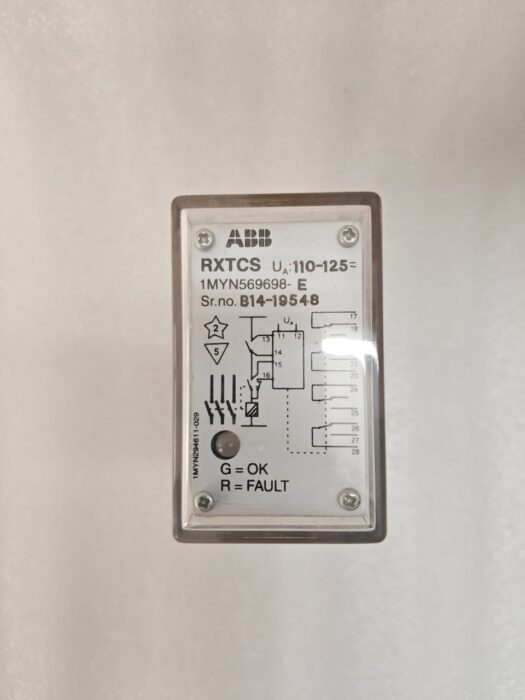 ABB
RXTCS UA:110-125≂
1MYN569698- E
Sr.no. B14-19548
UA
11 12
13
14
15
16
2
5
17
18
24
25
26
27
28
1MYN294611-029
G = OK
R = FAULT